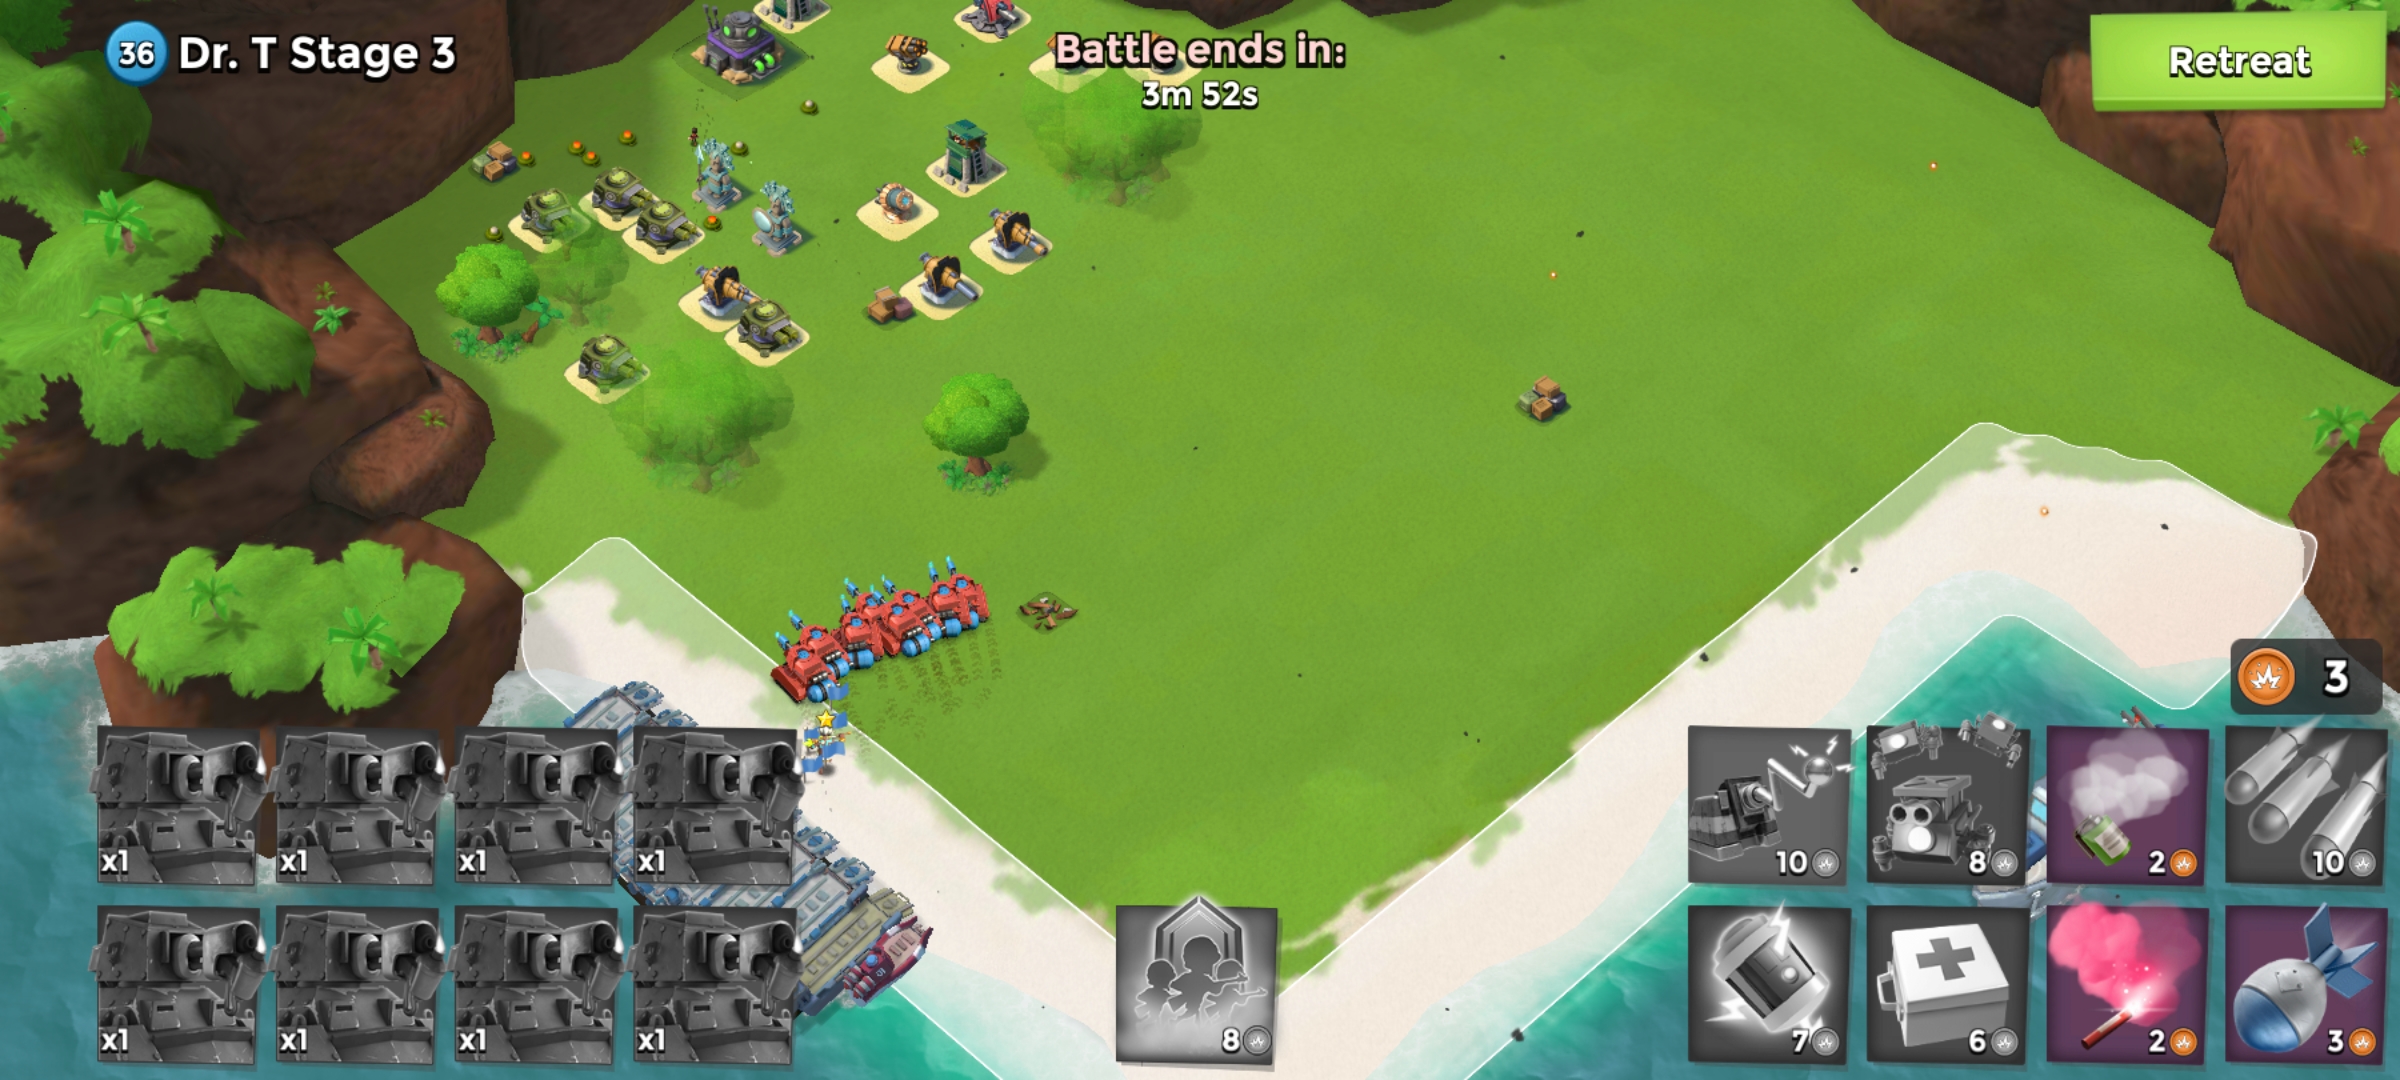 36 Dr. T Stage 3
Battle ends in:
3m 52s
Retreat
3
x1 x1 x1 x1
10 8 2 10
x1 x1 x1 x1
8
7 6 2 3